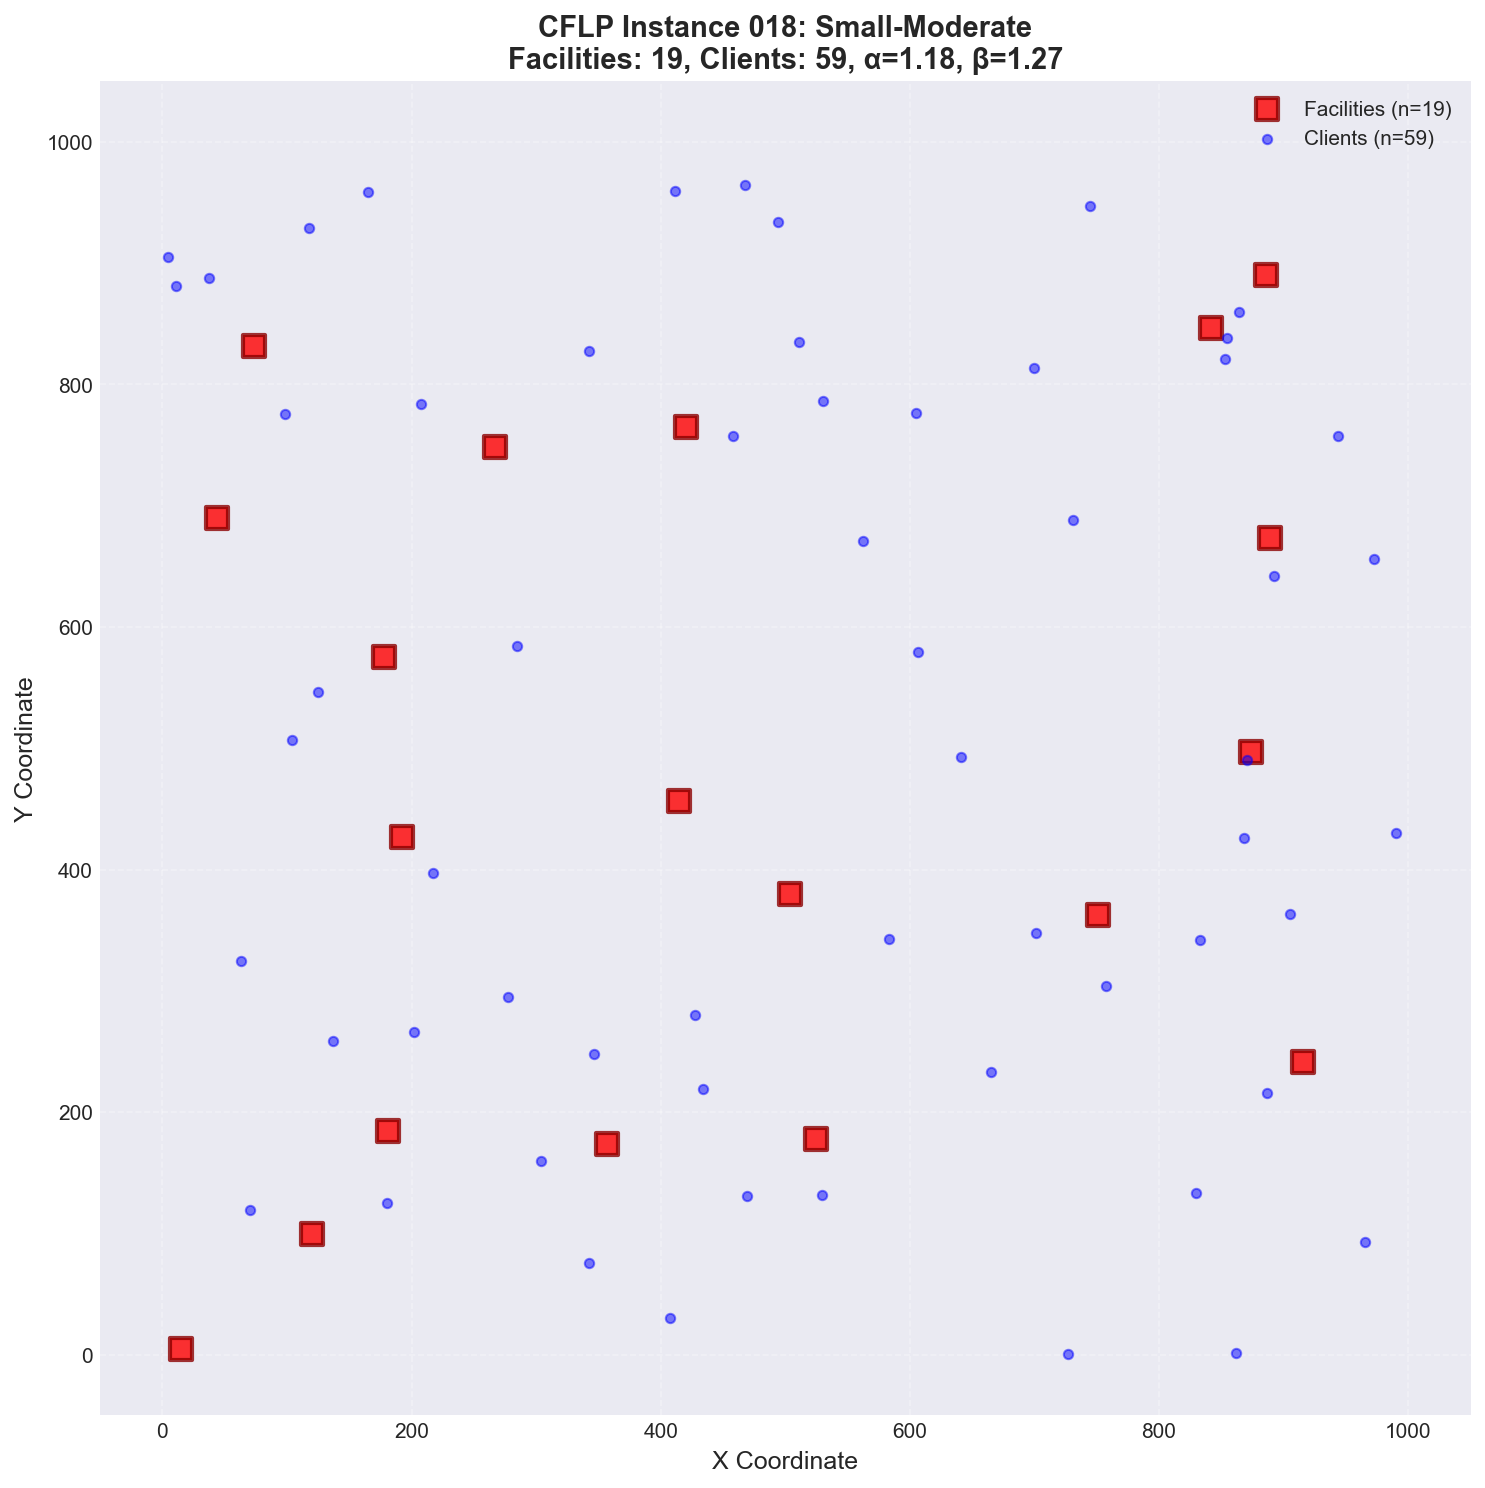 CFLP Instance 018: Small-Moderate
Facilities: 19, Clients: 59, α=1.18, β=1.27
Facilities (n=19)
Clients (n=59)
1000
800
600
400
200
0
Y Coordinate
0 200 400 600 800 1000
X Coordinate